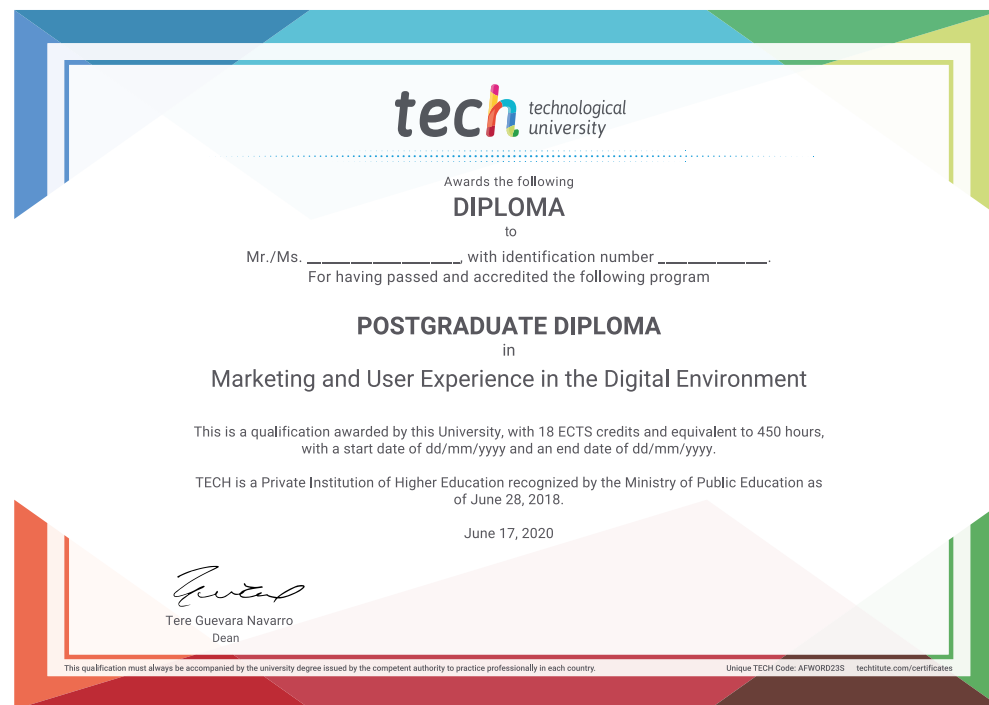 tech technological
university
Awards the following
DIPLOMA
to
Mr./Ms. ____________________, with identification number ______________.
For having passed and accredited the following program
POSTGRADUATE DIPLOMA
in
Marketing and User Experience in the Digital Environment
This is a qualification awarded by this University, with 18 ECTS credits and equivalent to 450 hours,
with a start date of dd/mm/yyyy and an end date of dd/mm/yyyy.
TECH is a Private Institution of Higher Education recognized by the Ministry of Public Education as
of June 28, 2018.
June 17, 2020
Tere Guevara Navarro
Dean
This qualification must always be accompanied by the university degree issued by the competent authority to practice professionally in each country.
Unique TECH Code: AFWORD23S techtitute.com/certificates